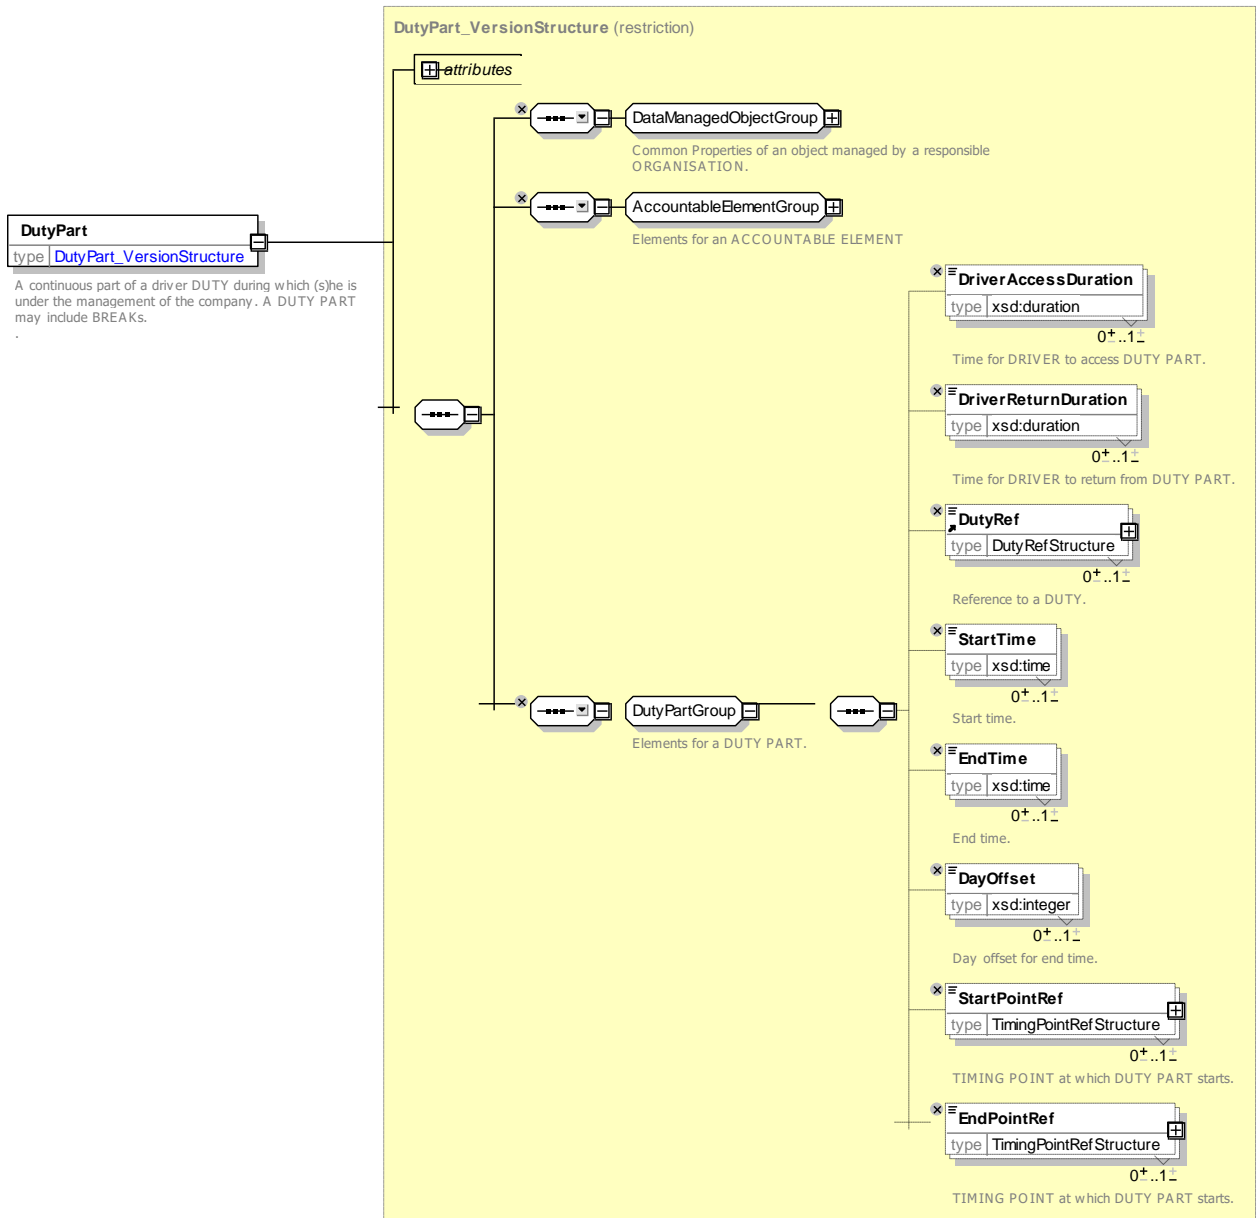 DutyPart_VersionStructure (restriction)
attributes
DataManagedObjectGroup
Common Properties of an object managed by a responsible
ORGANISATION.
AccountableElementGroup
Elements for an ACCOUNTABLE ELEMENT
DutyPart
type DutyPart_VersionStructure
A continuous part of a driver DUTY during which (s)he is
under the management of the company. A DUTY PART
may include BREAKs.
.
DutyPartGroup
Elements for a DUTY PART.
DriverAccessDuration
type xsd:duration
0..1
Time for DRIVER to access DUTY PART.
DriverReturnDuration
type xsd:duration
0..1
Time for DRIVER to return from DUTY PART.
DutyRef
type DutyRefStructure
0..1
Reference to a DUTY.
StartTime
type xsd:time
0..1
Start time.
EndTime
type xsd:time
0..1
End time.
DayOffset
type xsd:integer
0..1
Day offset for end time.
StartPointRef
type TimingPointRefStructure
0..1
TIMING POINT at which DUTY PART starts.
EndPointRef
type TimingPointRefStructure
0..1
TIMING POINT at which DUTY PART starts.